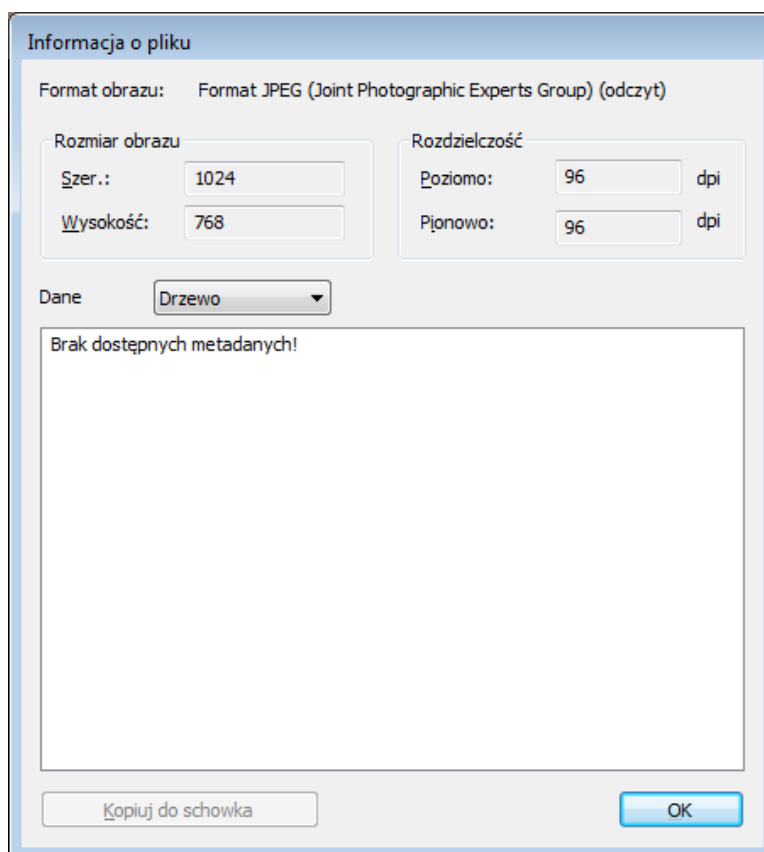 Informacja o pliku
Format obrazu: Format JPEG (Joint Photographic Experts Group) (odczyt)
Rozmiar obrazu
Szer.: 1024
Wysokość: 768
Rozdzielczość
Poziomo: 96 dpi
Pionowo: 96 dpi
Dane Drzewo
Brak dostępnych metadanych!
Kopiuj do schowka OK